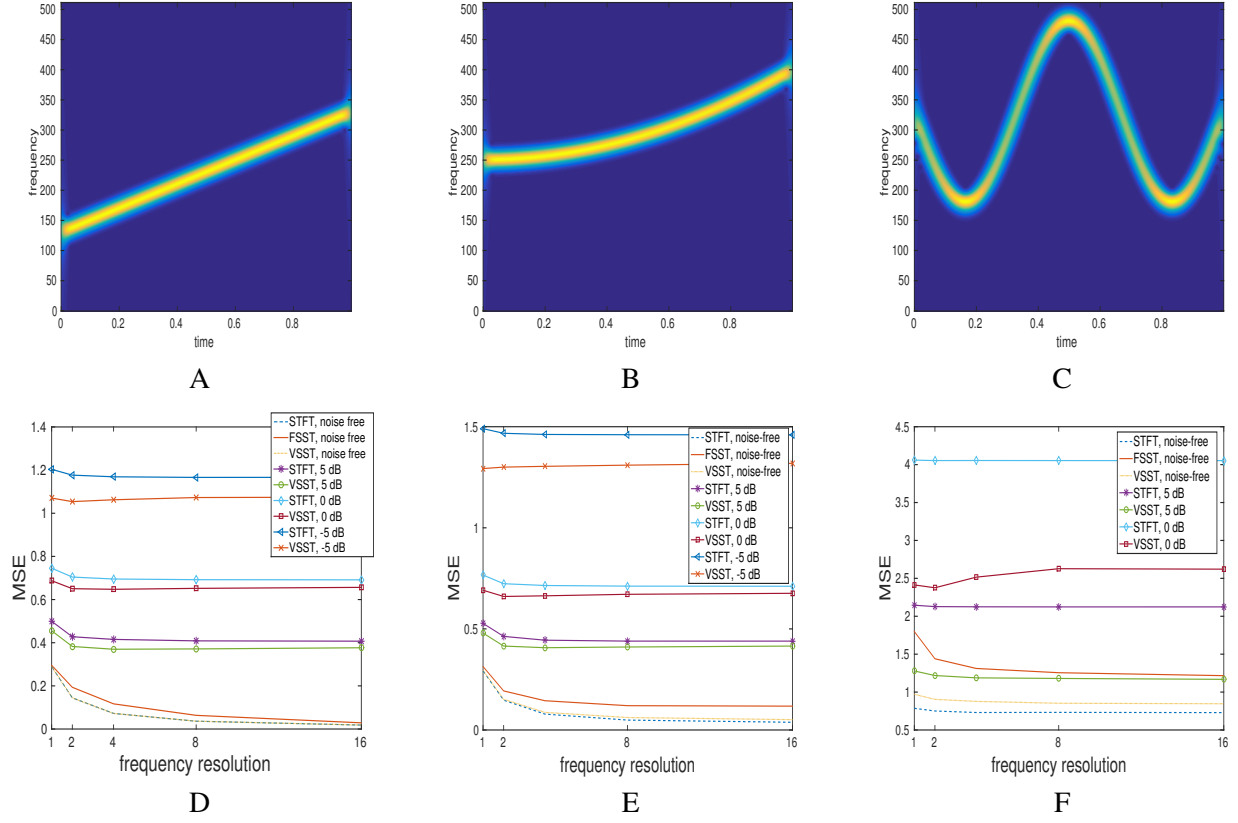 500
450
400
350
300
250
200
150
100
50
0
frequency
0 0.2 0.4 0.6 0.8
time
A
500
450
400
350
300
250
200
150
100
50
0
frequency
0 0.2 0.4 0.6 0.8
time
B
500
450
400
350
300
250
200
150
100
50
0
frequency
0 0.2 0.4 0.6 0.8
time
C
1.4
1.2
1
0.8
0.6
0.4
0.2
0
MSE
STFT, noise free
FSST, noise free
VSST, noise free
STFT, 5 dB
VSST, 5 dB
STFT, 0 dB
VSST, 0 dB
STFT, -5 dB
VSST, -5 dB
1 2 4 8 16
frequency resolution
D
1.5
1
0.5
0
MSE
STFT, noise-free
FSST, noise-free
VSST, noise-free
STFT, 5 dB
VSST, 5 dB
STFT, 0 dB
VSST, 0 dB
STFT, -5 dB
VSST, -5 dB
1 2 8 16
frequency resolution
E
4.5
4
3.5
3
2.5
2
1.5
1
0.5
MSE
STFT, noise-free
FSST, noise-free
VSST, noise-free
STFT, 5 dB
VSST, 5 dB
STFT, 0 dB
VSST, 0 dB
1 2 8 16
frequency resolution
F